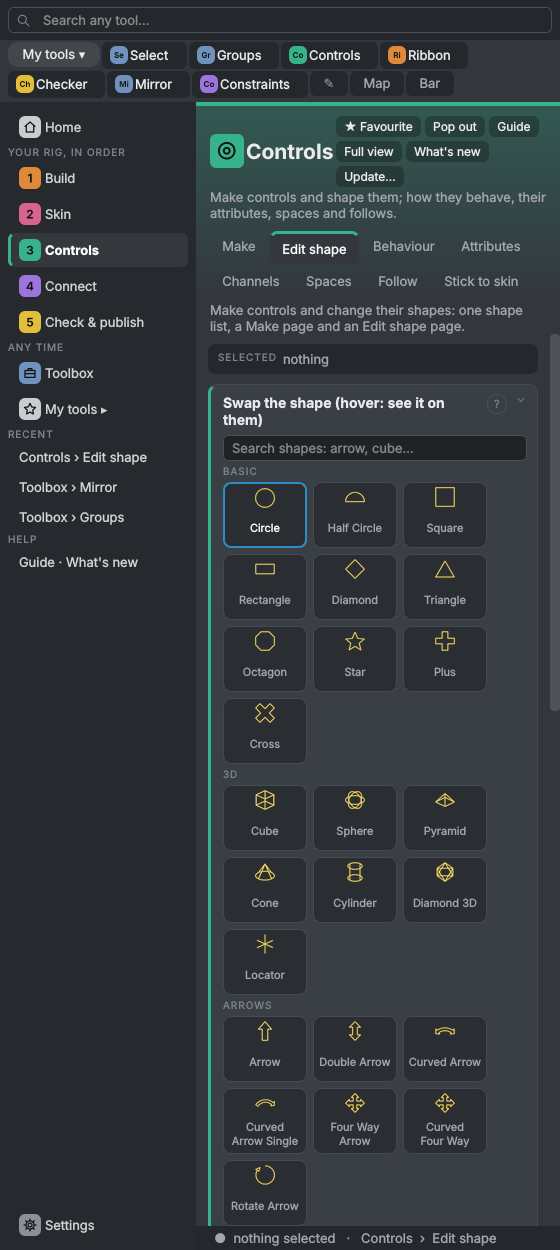 Search any tool...
My tools ▾ Se Select Gr Groups Co Controls Ri Ribbon
Ch Checker Mi Mirror Co Constraints ✎ Map Bar
Home
YOUR RIG, IN ORDER
1 Build
2 Skin
3 Controls
4 Connect
5 Check & publish
ANY TIME
Toolbox
My tools ▸
RECENT
Controls › Edit shape
Toolbox › Mirror
Toolbox › Groups
HELP
Guide · What's new
Settings
Controls
★ Favourite Pop out Guide
Full view What's new
Update...
Make controls and shape them; how they behave, their
attributes, spaces and follows.
Make Edit shape Behaviour Attributes
Channels Spaces Follow Stick to skin
Make controls and change their shapes: one shape
list, a Make page and an Edit shape page.
SELECTED nothing
Swap the shape (hover: see it on
them)
?
Search shapes: arrow, cube...
BASIC
Circle Half Circle Square
Rectangle Diamond Triangle
Octagon Star Plus
Cross
3D
Cube Sphere Pyramid
Cone Cylinder Diamond 3D
Locator
ARROWS
Arrow Double Arrow Curved Arrow
Curved Four Way Curved
Arrow Single Arrow Four Way
Rotate Arrow
nothing selected · Controls › Edit shape